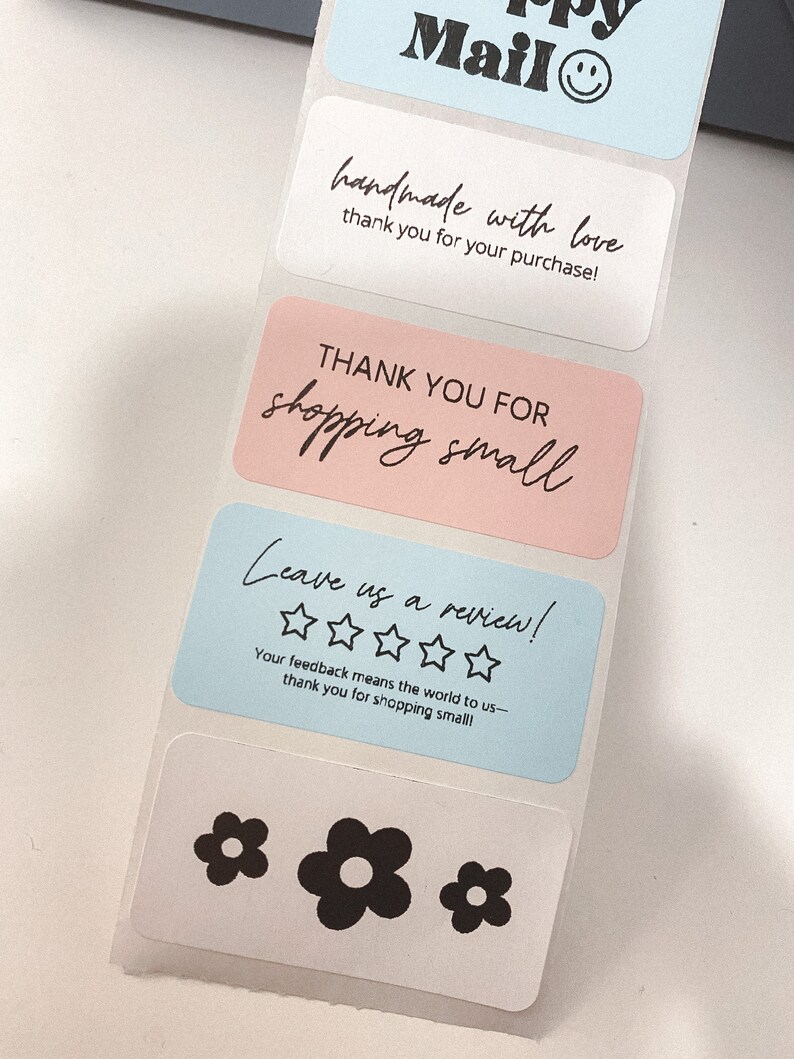 Mail
handmade with love
thank you for your purchase!
THANK YOU FOR
shopping small
Leave us a review!
Your feedback means the world to us—
thank you for shopping small!